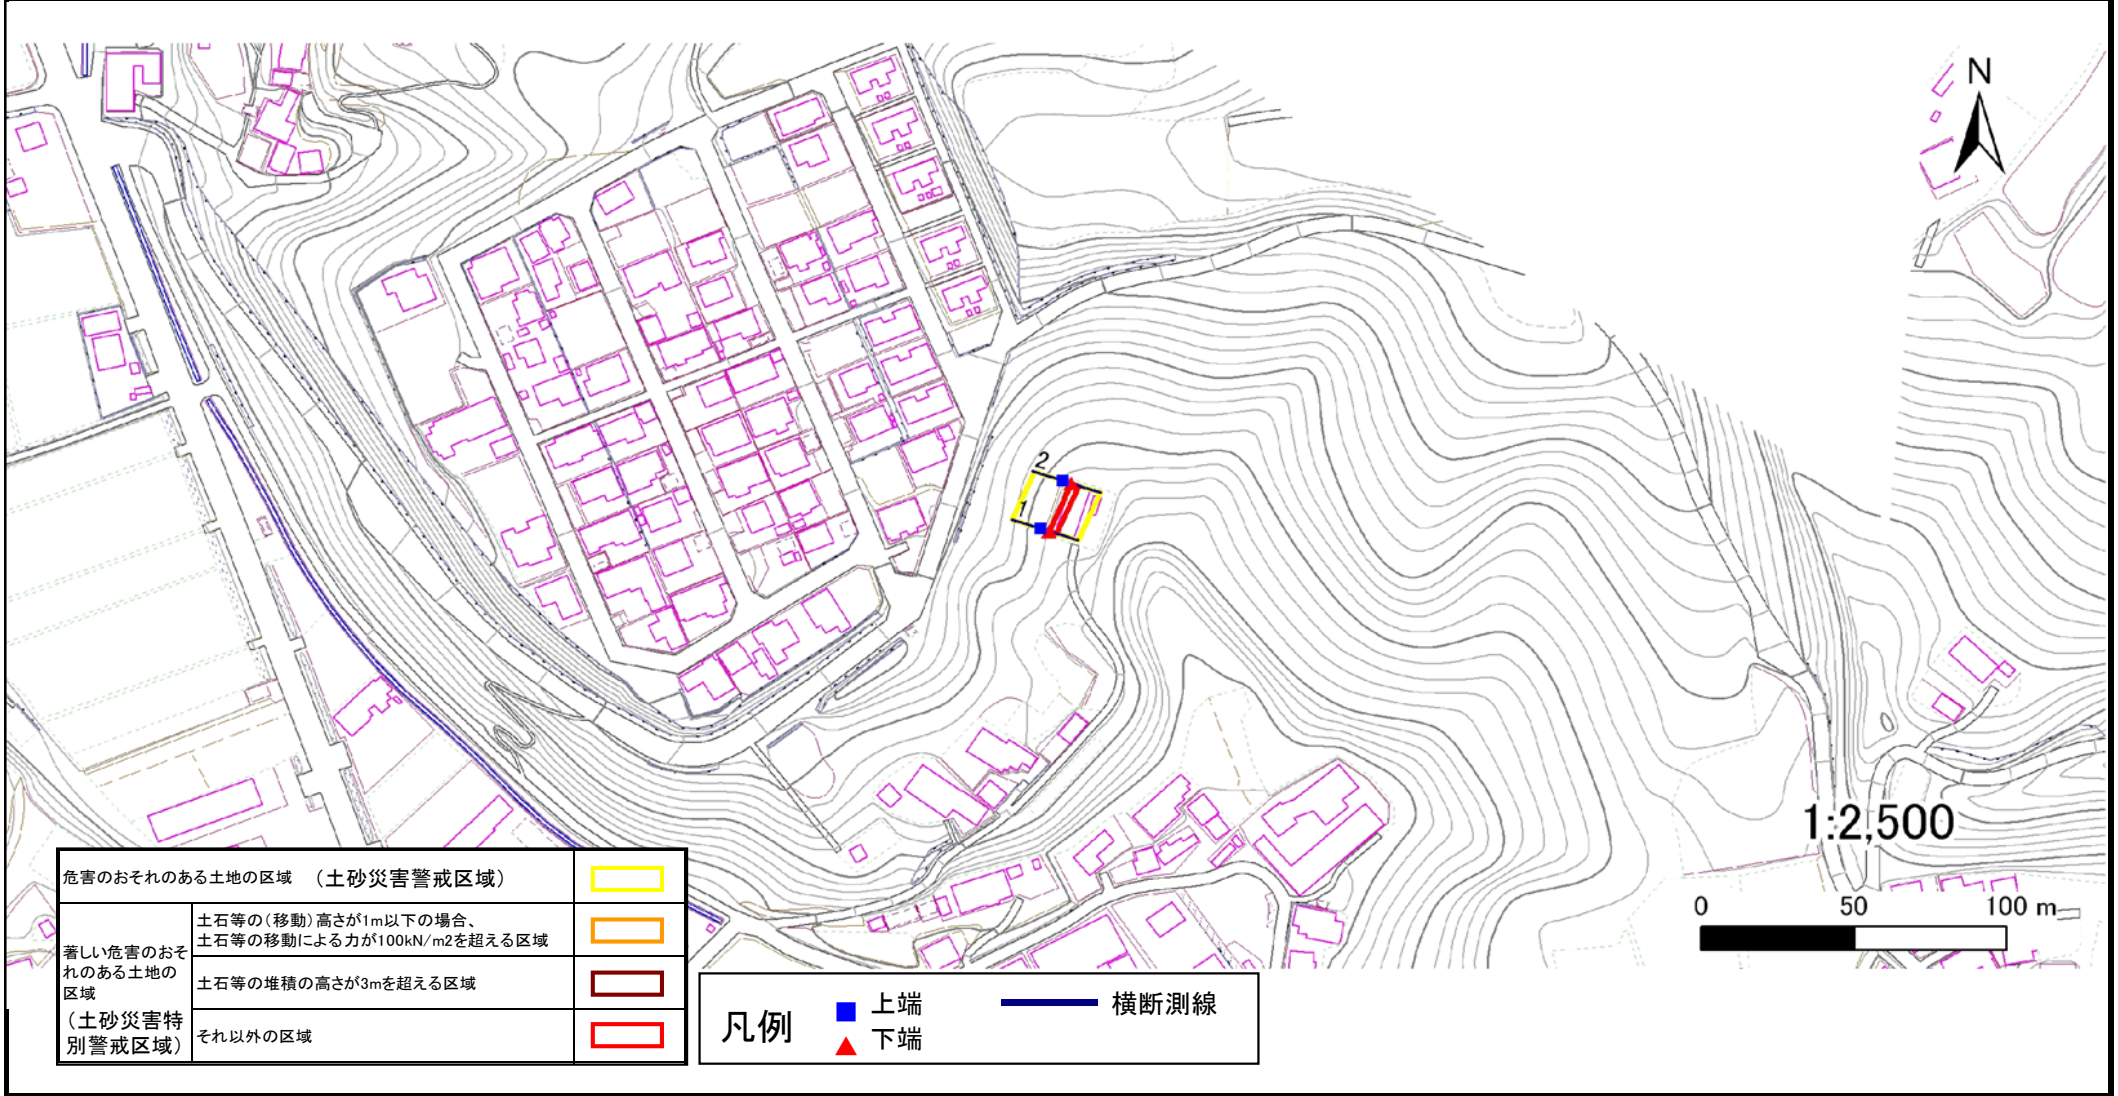 N
2
1
1:2,500
0 50 100 m
危害のおそれのある土地の区域 （土砂災害警戒区域）
著しい危害のおそ
れのある土地の
区域
（土砂災害特
別警戒区域）
土石等の（移動）高さが1m以下の場合、
土石等の移動による力が100kN/m2を超える区域
土石等の堆積の高さが3mを超える区域
それ以外の区域
凡例
上端
下端
横断測線